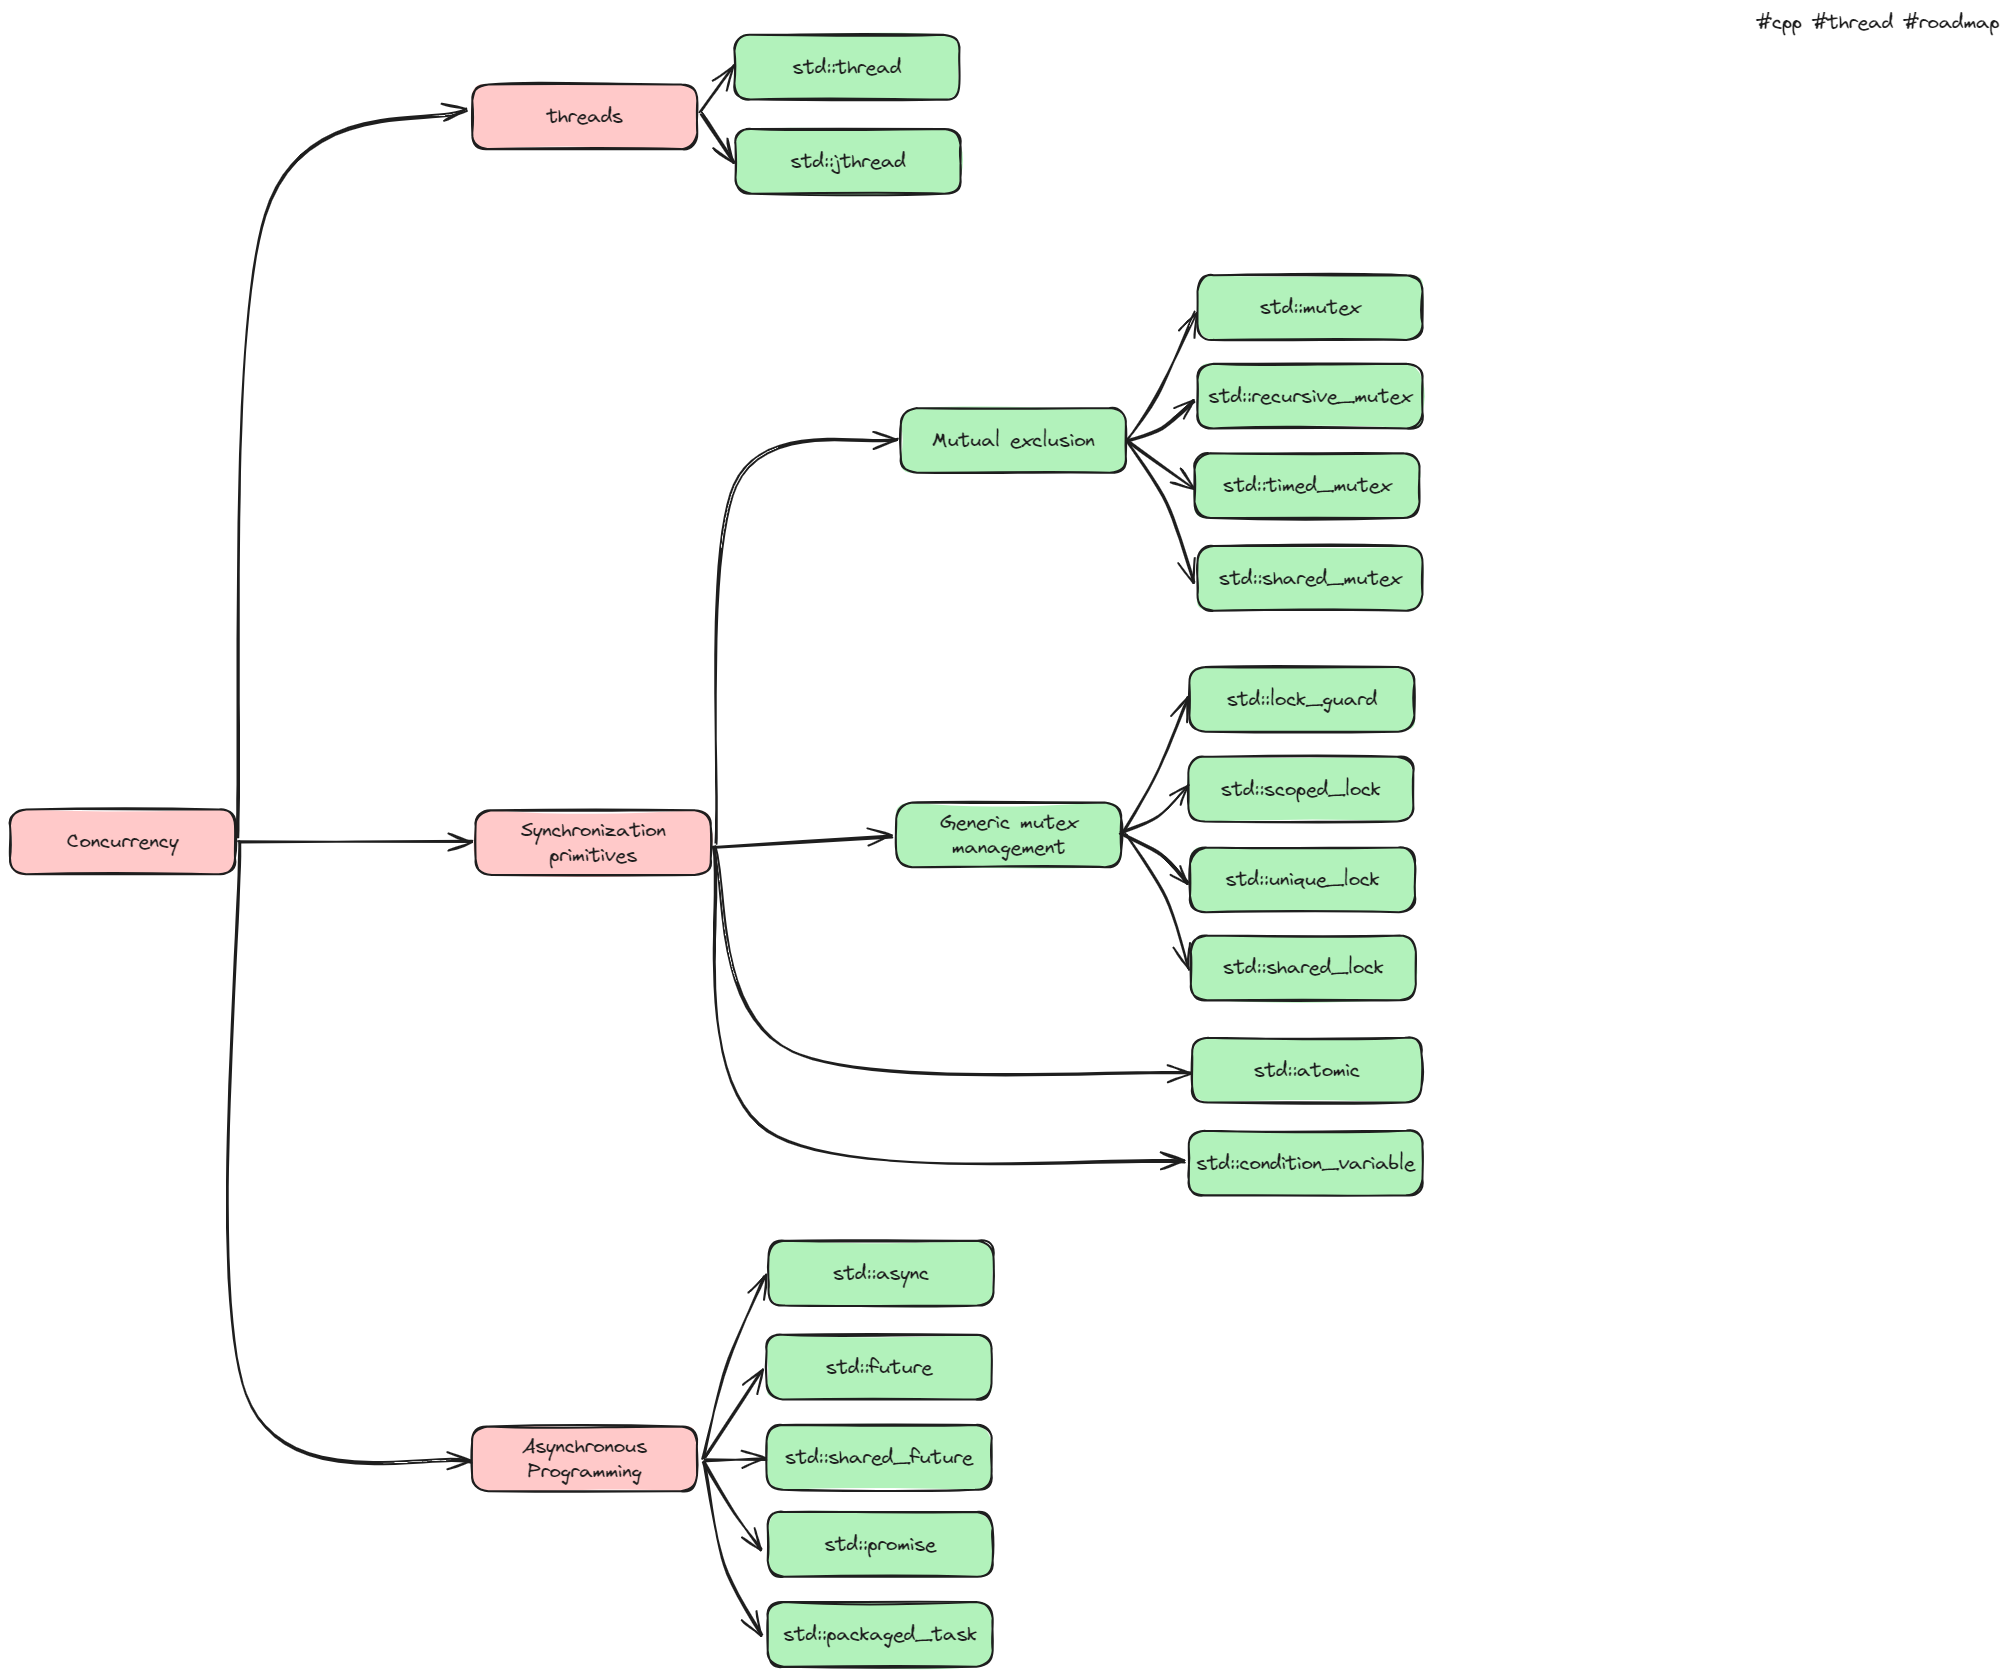 #cpp #thread #roadmap
std::thread
threads
std::jthread
std::mutex
std::recursive_mutex
Mutual exclusion
std::timed_mutex
std::shared_mutex
std::lock_guard
std::scoped_lock
Concurrency
Synchronization
primitives
Generic mutex
management
std::unique_lock
std::shared_lock
std::atomic
std::condition_variable
std::async
std::future
Asynchronous
Programming
std::shared_future
std::promise
std::packaged_task